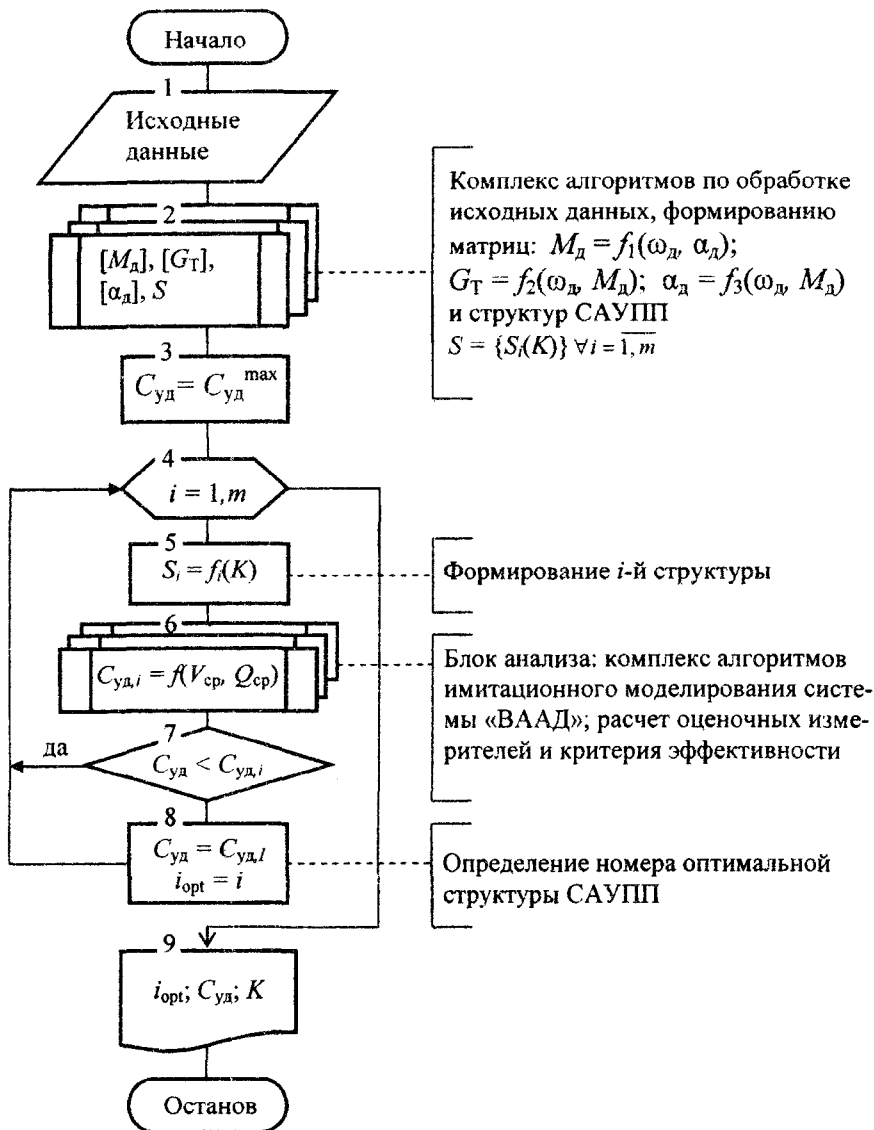 Начало
1
Исходные
данные
2
[Mд], [GТ],
[αд], S
Комплекс алгоритмов по обработке
исходных данных, формированию
матриц: Mд = f1(ωд, αд);
GТ = f2(ωд, Mд); αд = f3(ωд, Mд)
и структур САУПП
S = {Si(K)} ∀i = 1,m
3
Cуд = Cуд max
4
i = 1,m
5
Si = fi(K)
Формирование i-й структуры
6
Cуд,i = f(Vср, Qср)
Блок анализа: комплекс алгоритмов
имитационного моделирования систе-
мы «ВААД»; расчет оценочных изме-
рителей и критерия эффективности
7
да
Cуд < Cуд,i
8
Cуд = Cуд,I
iopt = i
Определение номера оптимальной
структуры САУПП
9
iopt; Cуд; K
Останов